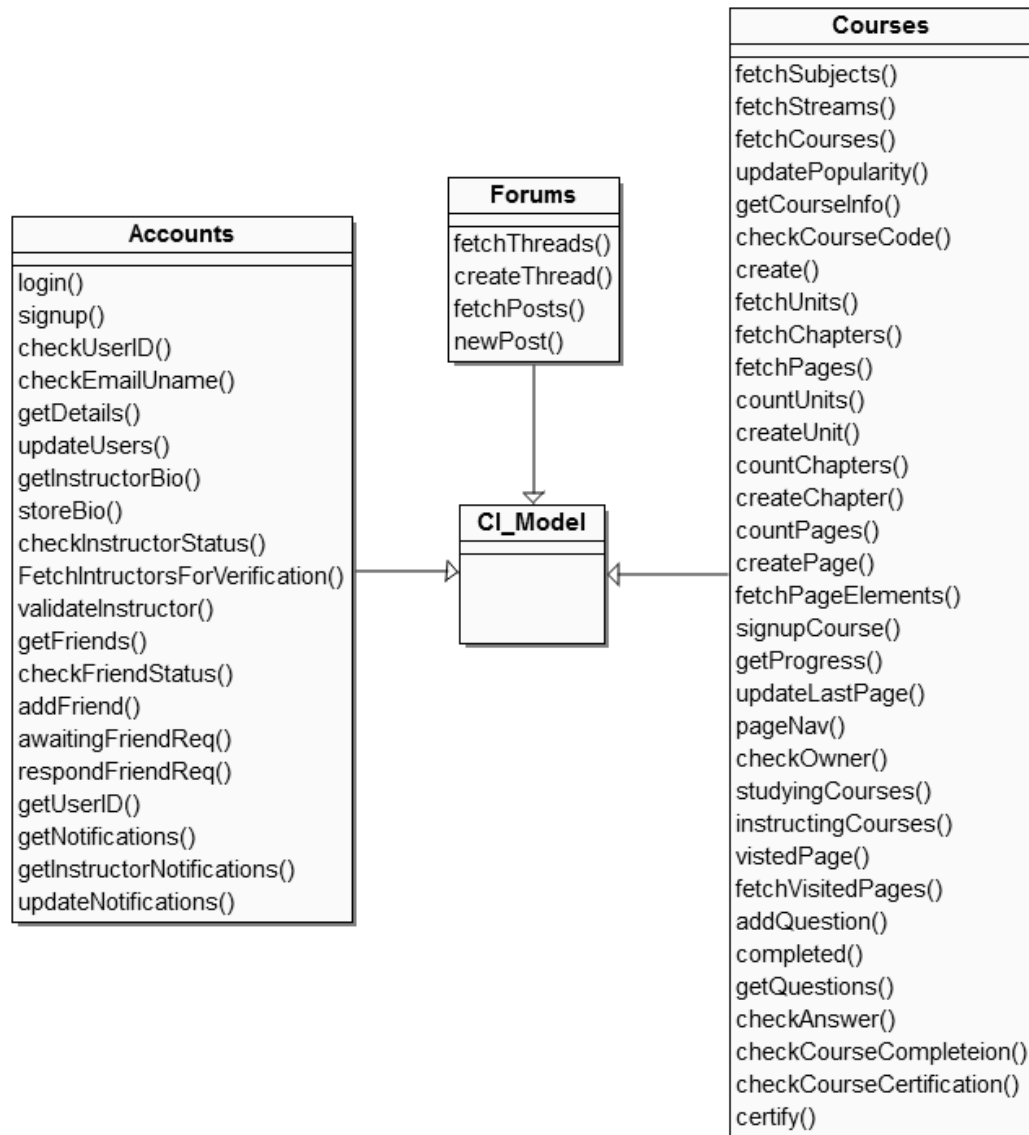 Accounts
login()
signup()
checkUserID()
checkEmailUname()
getDetails()
updateUsers()
getInstructorBio()
storeBio()
checkInstructorStatus()
FetchIntructorsForVerification()
validateInstructor()
getFriends()
checkFriendStatus()
addFriend()
awaitingFriendReq()
respondFriendReq()
getUserID()
getNotifications()
getInstructorNotifications()
updateNotifications()
Forums
fetchThreads()
createThread()
fetchPosts()
newPost()
CI_Model
Courses
fetchSubjects()
fetchStreams()
fetchCourses()
updatePopularity()
getCourseInfo()
checkCourseCode()
create()
fetchUnits()
fetchChapters()
fetchPages()
countUnits()
createUnit()
countChapters()
createChapter()
countPages()
createPage()
fetchPageElements()
signupCourse()
getProgress()
updateLastPage()
pageNav()
checkOwner()
studyingCourses()
instructingCourses()
vistedPage()
fetchVisitedPages()
addQuestion()
completed()
getQuestions()
checkAnswer()
checkCourseCompleteion()
checkCourseCertification()
certify()